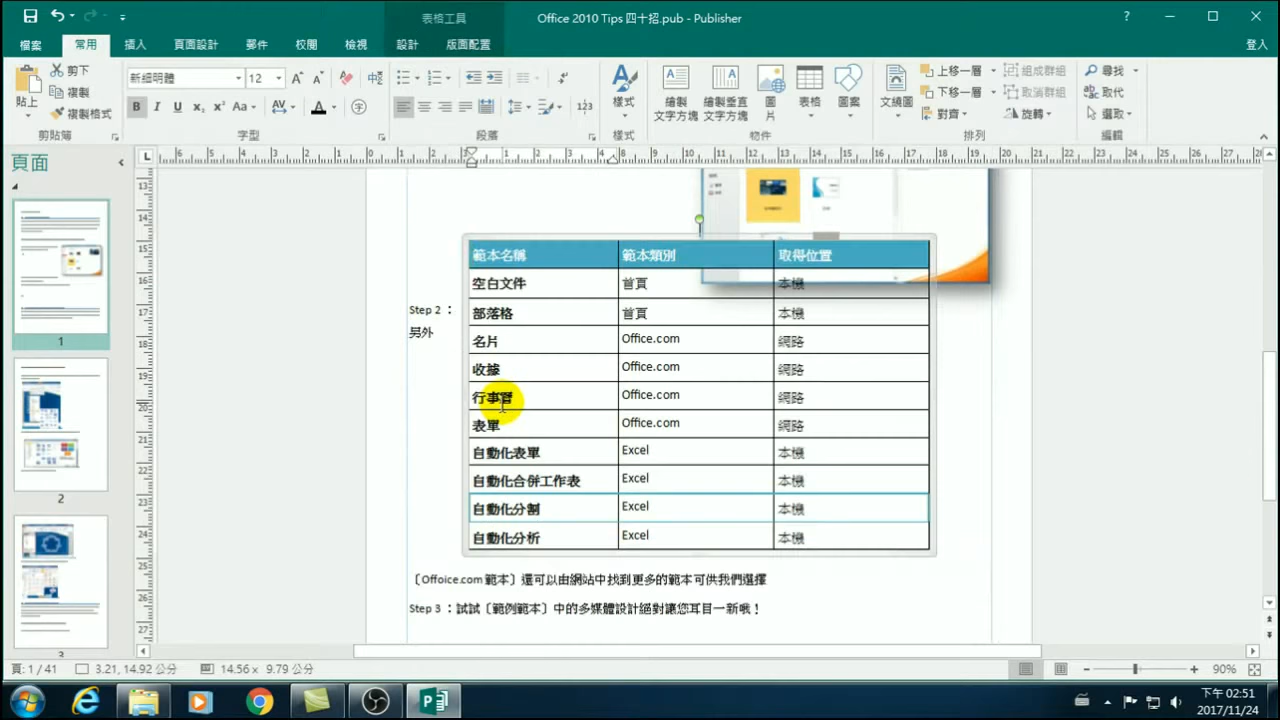 表格工具
Office 2010 Tips 四十招.pub - Publisher
檔案 常用 插入 頁面設計 郵件 校閱 檢視 設計 版面配置 登入
貼上 剪下 複製 複製格式 剪貼簿
新細明體 12 字型
段落
樣式 樣式
繪製文字方塊 繪製垂直文字方塊 圖片 表格 圖案 物件
文繞圖 上移一層 下移一層 對齊 組成群組 取消群組 旋轉 排列
尋找 取代 選取 編輯
頁面
1
2
3
範本名稱 範本類別 取得位置
空白文件 首頁 本機
部落格 首頁 本機
名片 Office.com 網路
收據 Office.com 網路
行事曆 Office.com 網路
表單 Office.com 網路
自動化表單 Excel 本機
自動化合併工作表 Excel 本機
自動化分割 Excel 本機
自動化分析 Excel 本機
Step 2：
另外
〔Offoice.com 範本〕還可以由網站中找到更多的範本可供我們選擇
Step 3：試試〔範例範本〕中的多媒體設計絕對讓您耳目一新哦！
頁: 1 / 41 3.21, 14.92 公分 14.56 × 9.79 公分 90%
下午 02:51
2017/11/24